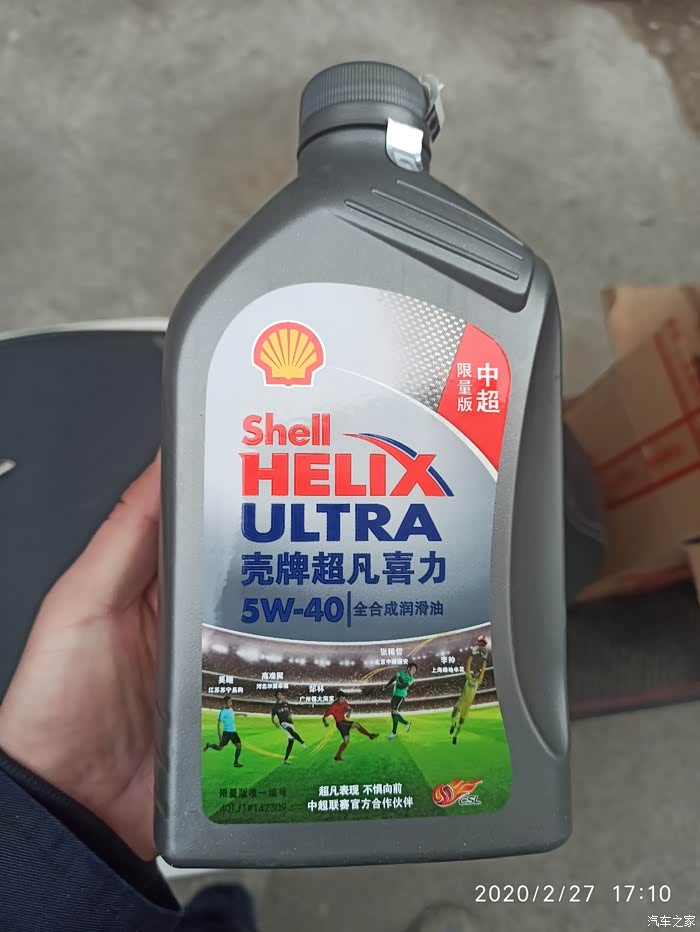 中超
限量版
Shell
HELIX
ULTRA
壳牌超凡喜力
5W-40 全合成润滑油
张稀哲
北京中赫国安
李帅
上海绿地申花
高准翼
河北华夏幸福
吴曦
江苏苏宁易购
郜林
广州恒大淘宝
限量版唯一编号
40TJ1#142309
超凡表现 不惧向前
中超联赛官方合作伙伴
CSL
2020/2/27 17:10
汽车之家